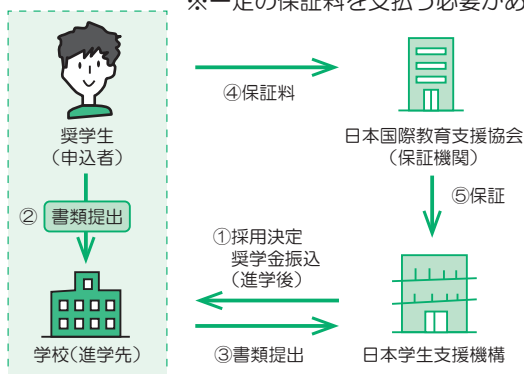 ※一定の保証料を支払う必要があ
④保証料
奨学生
（申込者）
日本国際教育支援協会
（保証機関）
② 書類提出
⑤保証
①採用決定
奨学金振込
（進学後）
学校（進学先）
③書類提出
日本学生支援機構